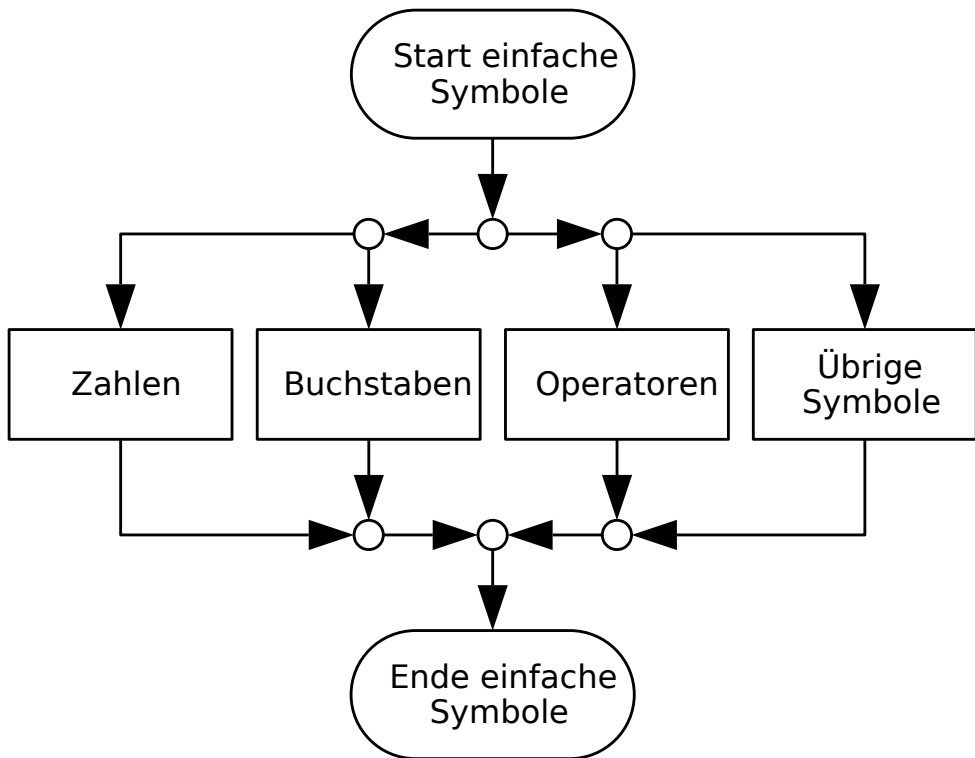 Start einfache
Symbole
Zahlen
Buchstaben
Operatoren
Übrige
Symbole
Ende einfache
Symbole